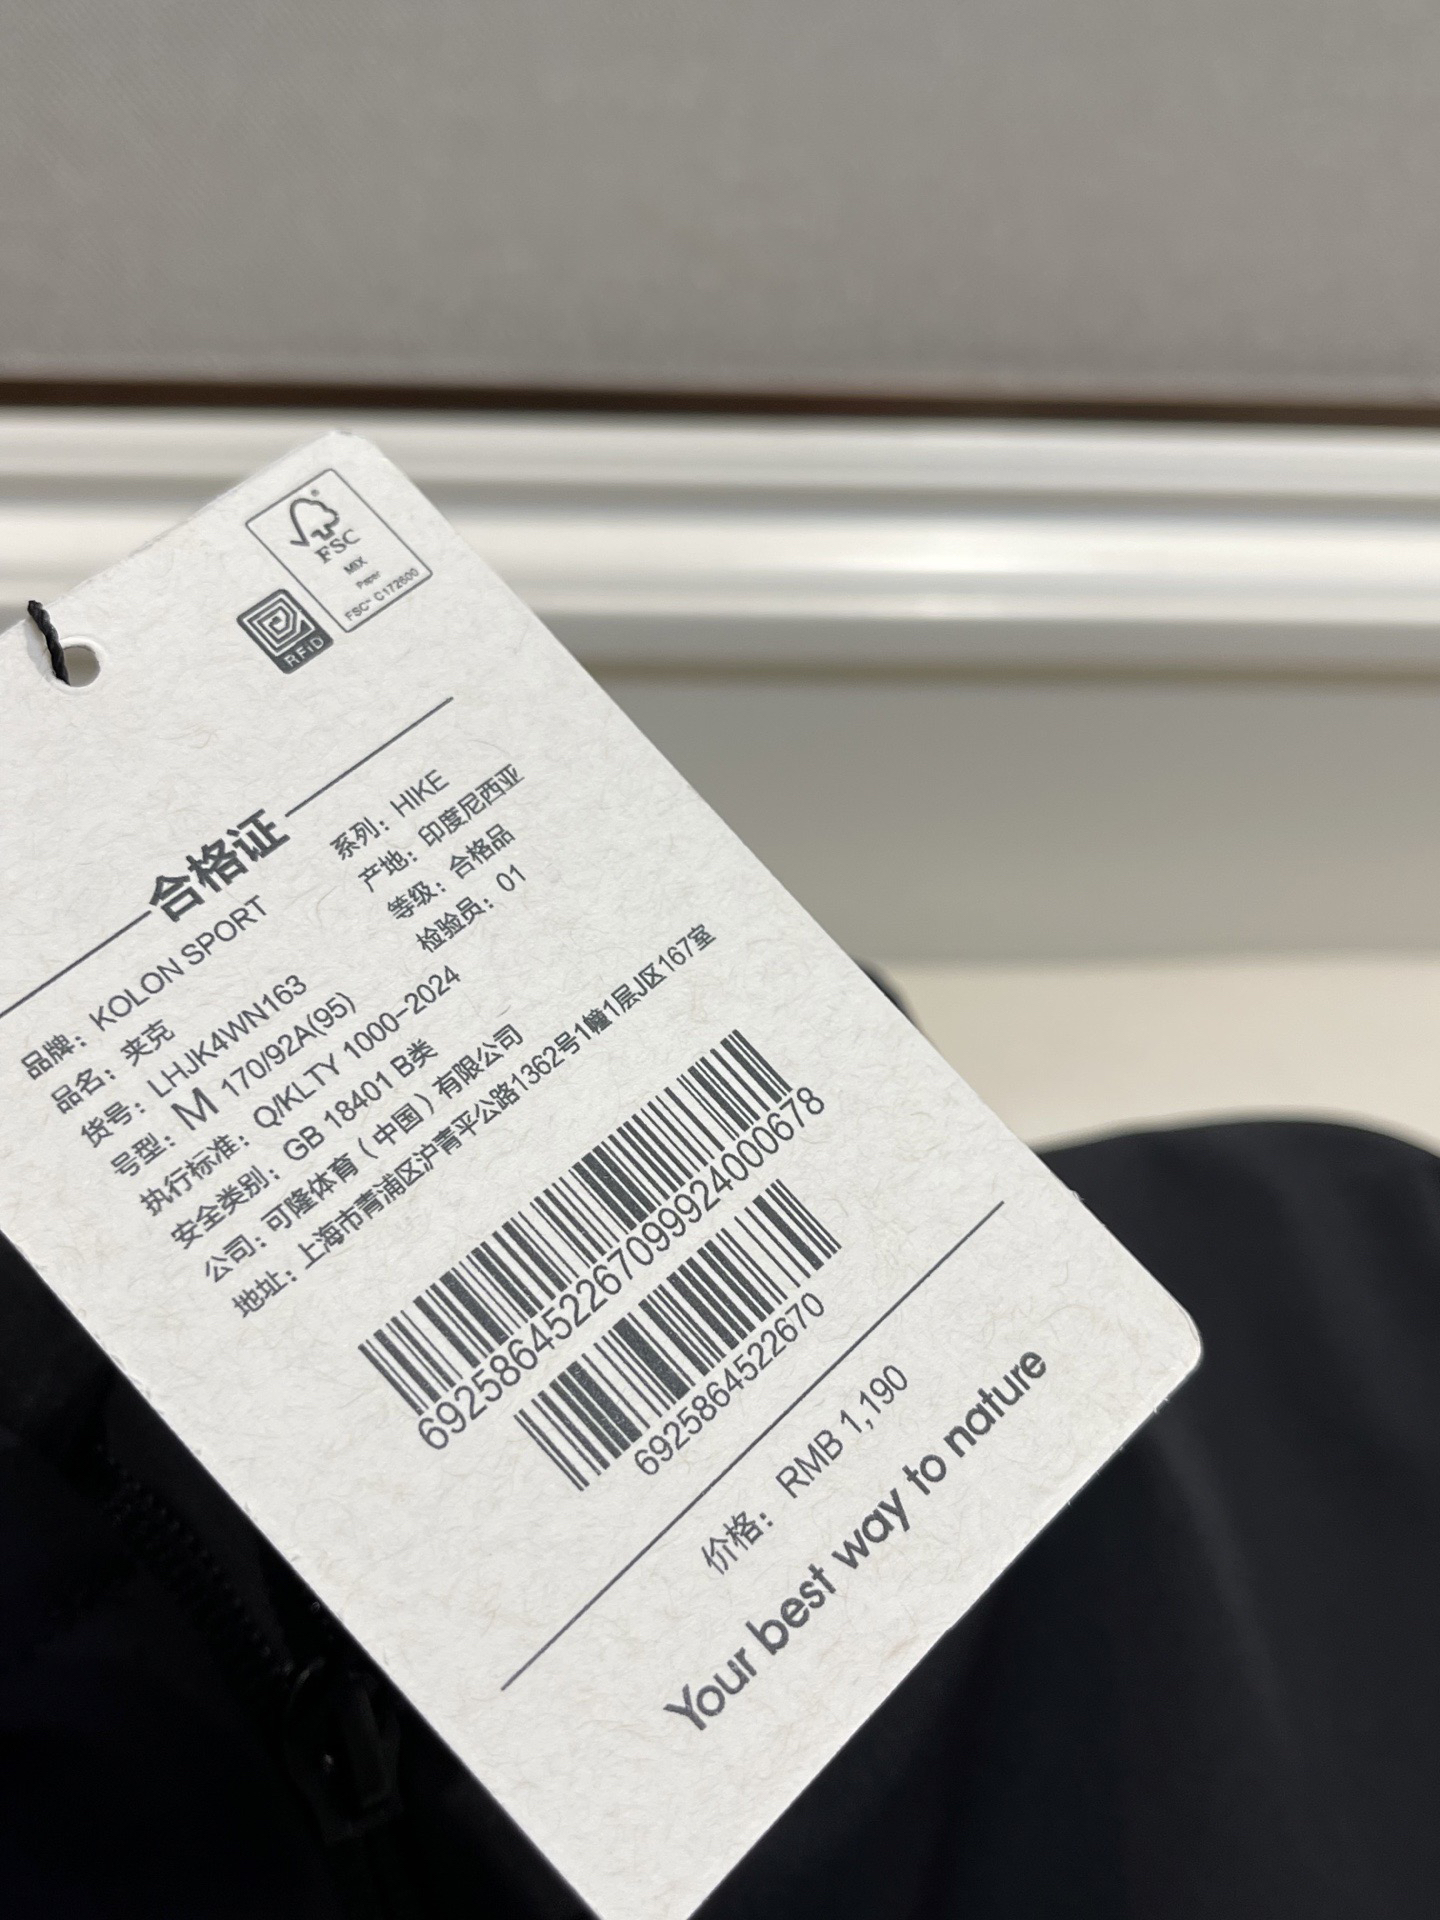 FSC
MIX
Paper
FSC™ C172600
RFID
合格证
品牌：KOLON SPORT
系列：HIKE
品名：夹克
产地：印度尼西亚
货号：LHJK4WN163
等级：合格品
号型：M 170/92A(95)
检验员：01
执行标准：Q/KLTY 1000-2024
安全类别：GB 18401 B类
公司：可隆体育（中国）有限公司
地址：上海市青浦区沪青平公路1362号1幢1层J区167室
692586452267099924000678
6925864522670
价格：RMB 1,190
Your best way to nature